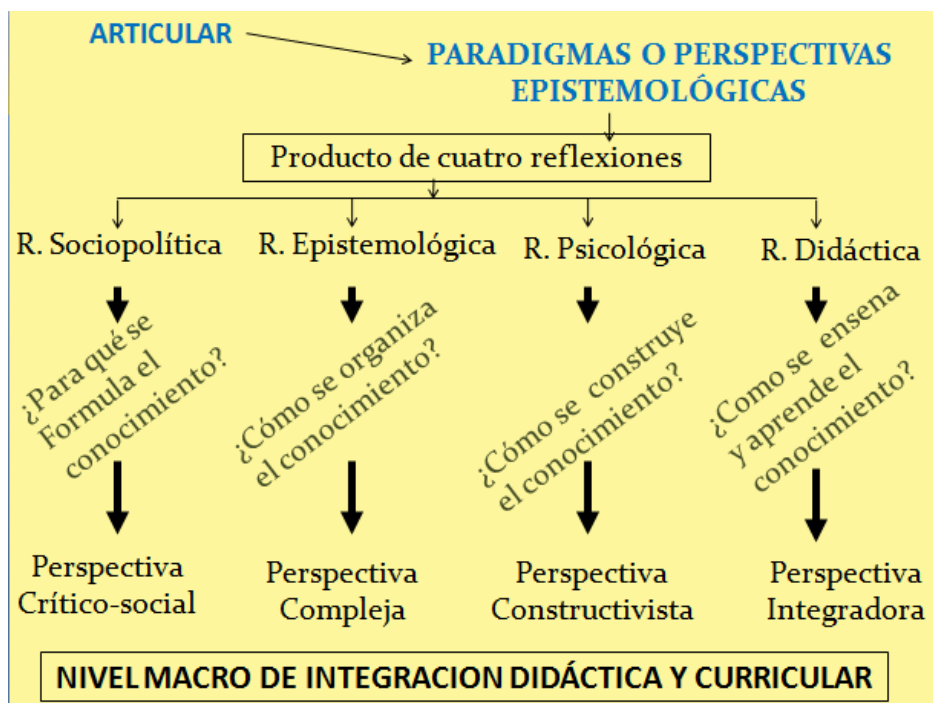 ARTICULAR
PARADIGMAS O PERSPECTIVAS
EPISTEMOLÓGICAS
Producto de cuatro reflexiones
R. Sociopolítica
R. Epistemológica
R. Psicológica
R. Didáctica
¿Para qué se
Formula el
conocimiento?
¿Cómo se organiza
el conocimiento?
¿Cómo se construye
el conocimiento?
¿Como se ensena
y aprende el
conocimiento?
Perspectiva
Crítico-social
Perspectiva
Compleja
Perspectiva
Constructivista
Perspectiva
Integradora
NIVEL MACRO DE INTEGRACION DIDÁCTICA Y CURRICULAR